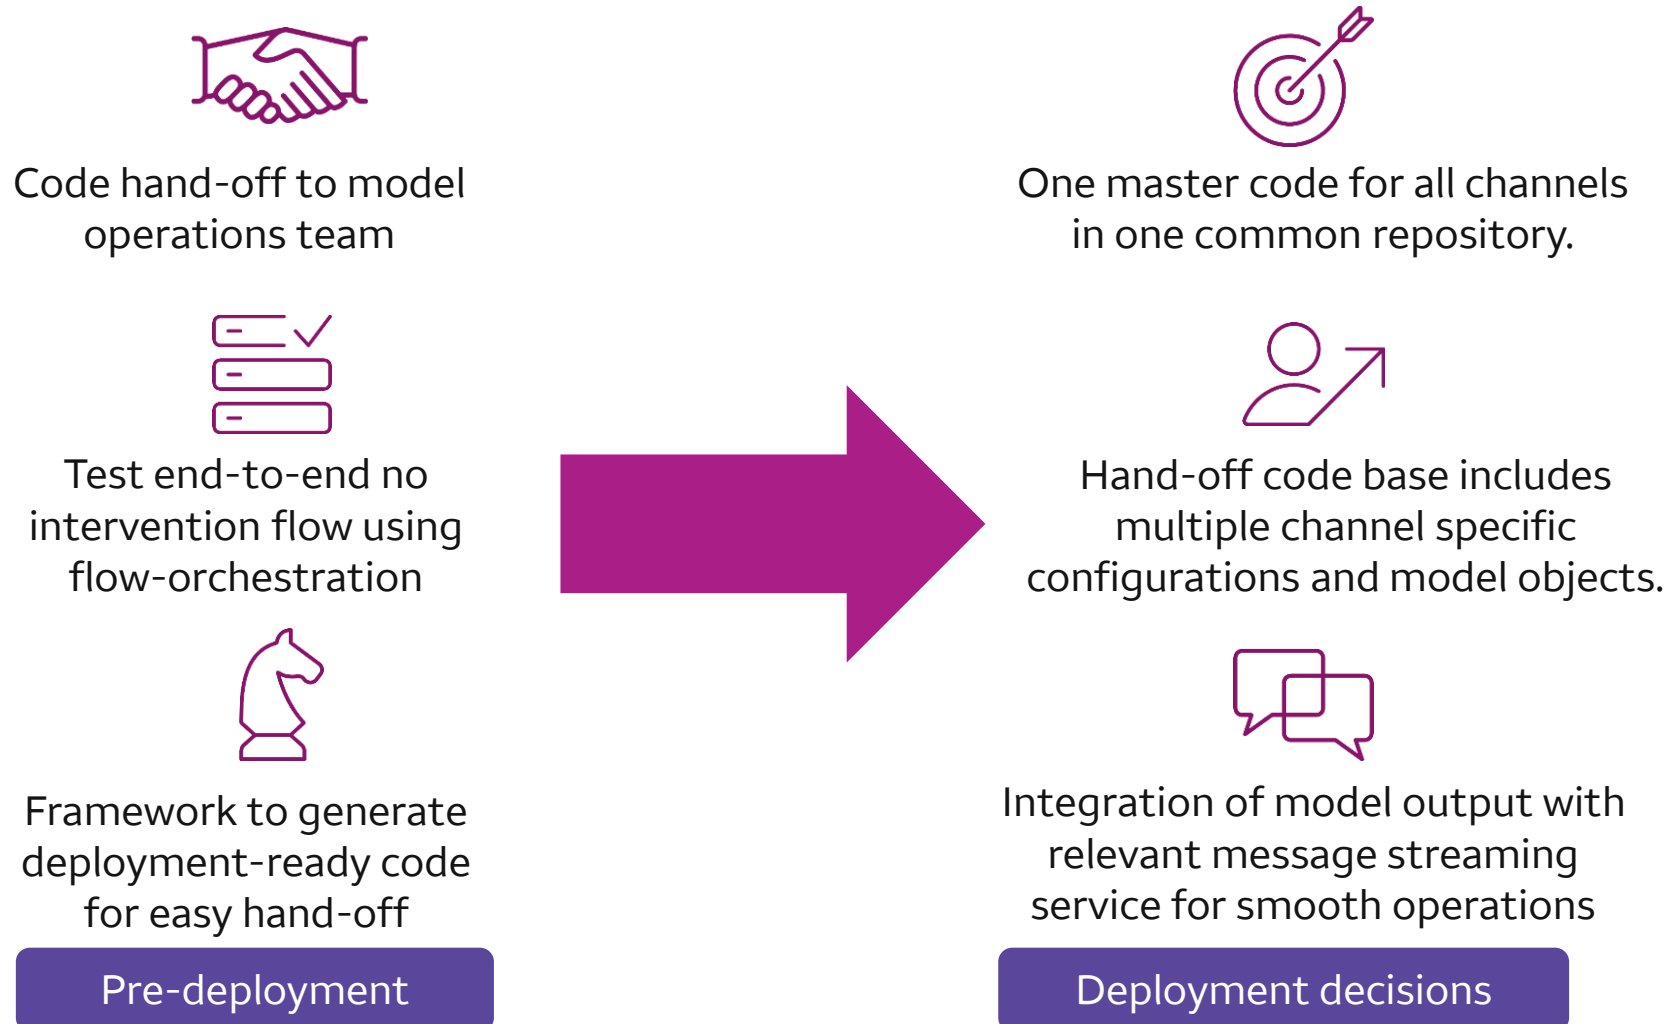 Code hand-off to model
operations team
Test end-to-end no
intervention flow using
flow-orchestration
Framework to generate
deployment-ready code
for easy hand-off
Pre-deployment
One master code for all channels
in one common repository.
Hand-off code base includes
multiple channel specific
configurations and model objects.
Integration of model output with
relevant message streaming
service for smooth operations
Deployment decisions